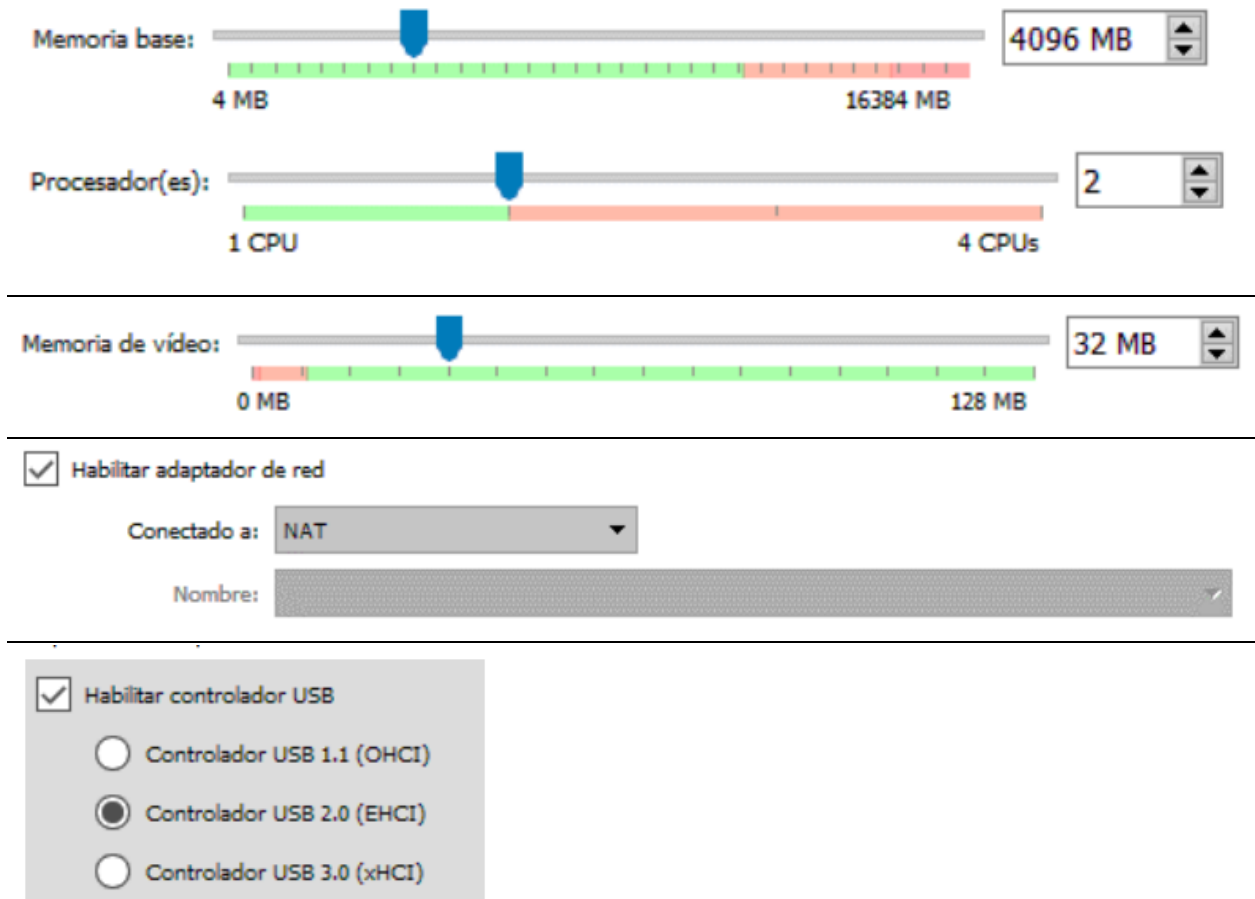 Memoria base: 4096 MB
4 MB 16384 MB
Procesador(es): 2
1 CPU 4 CPUs
Memoria de vídeo: 32 MB
0 MB 128 MB
Habilitar adaptador de red
Conectado a: NAT
Nombre:
Habilitar controlador USB
Controlador USB 1.1 (OHCI)
Controlador USB 2.0 (EHCI)
Controlador USB 3.0 (xHCI)